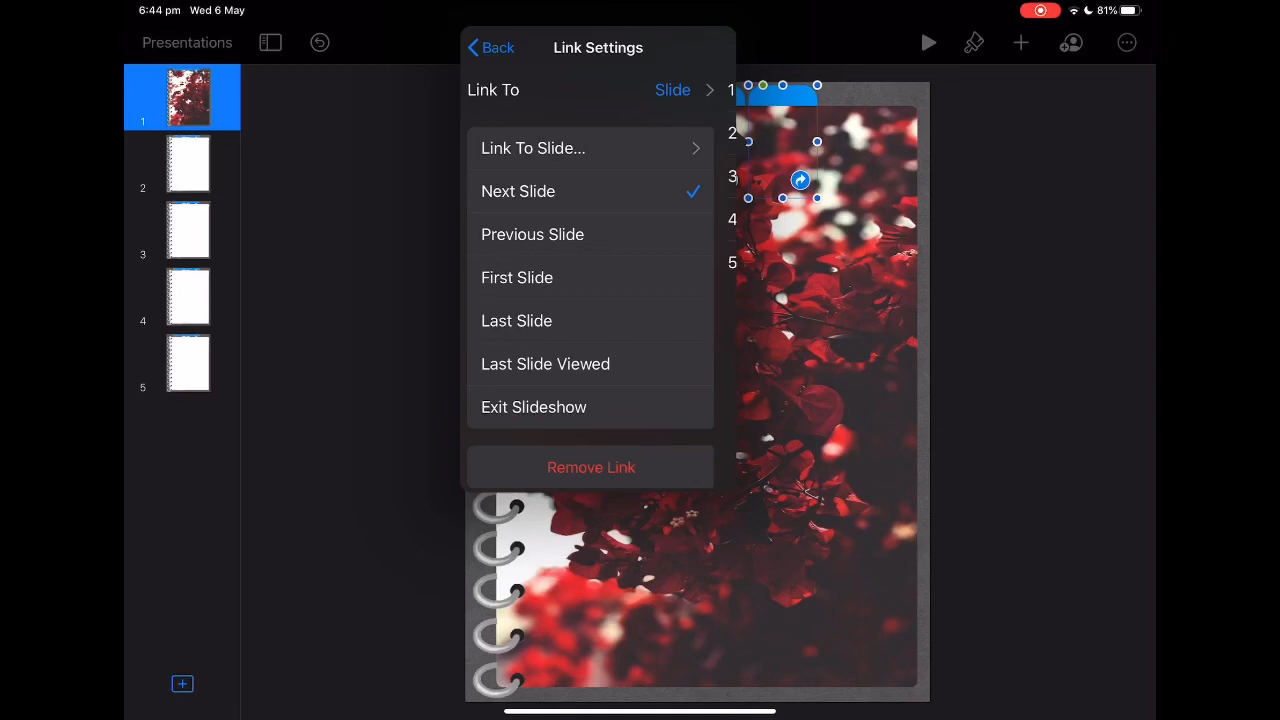 6:44 pm Wed 6 May
81%
Presentations
Back
Link Settings
Link To
Slide
1
Link To Slide...
2
Next Slide
3
Previous Slide
4
First Slide
5
Last Slide
Last Slide Viewed
Exit Slideshow
Remove Link
1
2
3
4
5